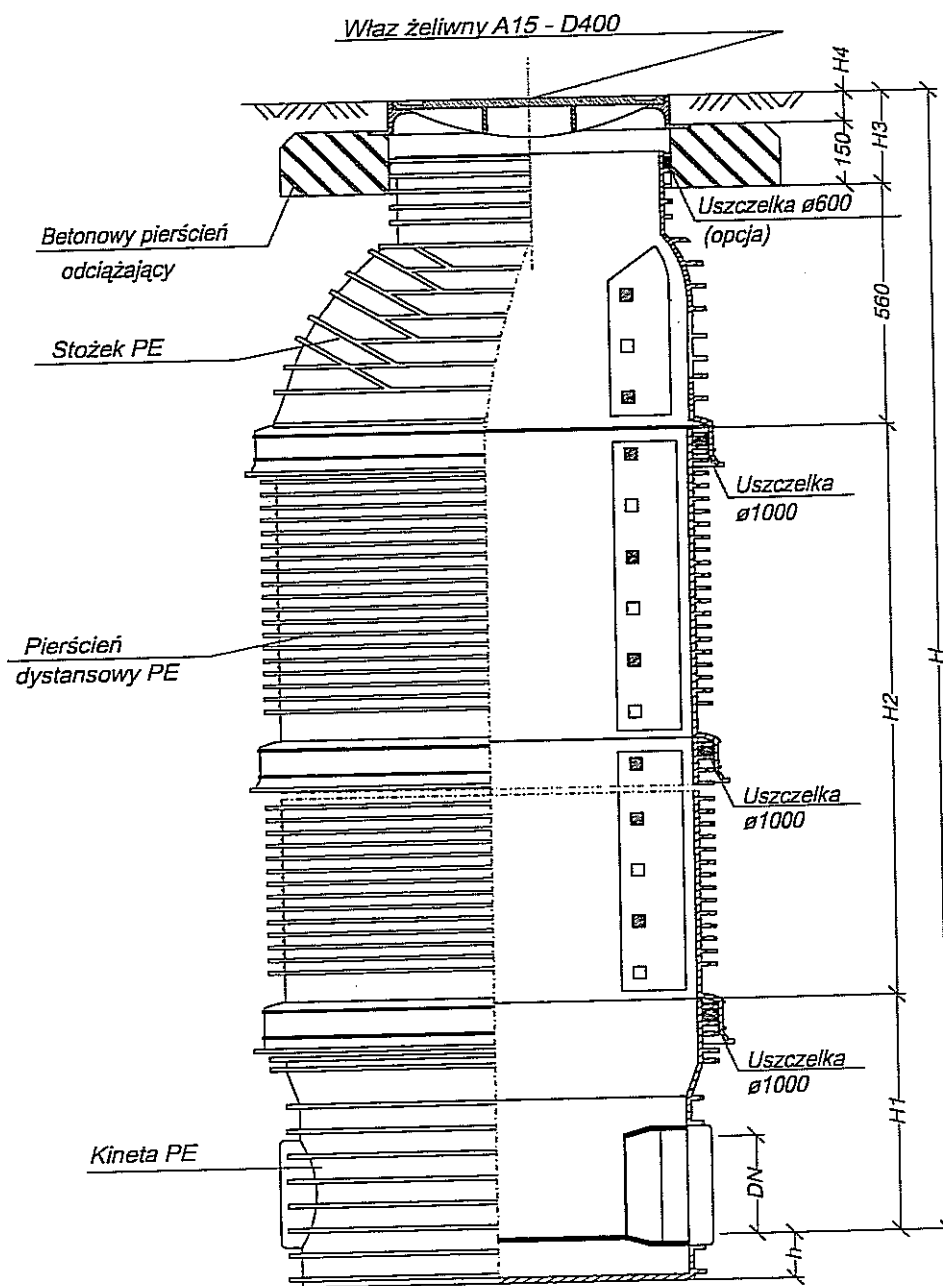 Właz żeliwny A15 - D400
H4
H3
150
Uszczelka ø600
(opcja)
Betonowy pierścień
odciążający
560
Stożek PE
Uszczelka
ø1000
Pierścień
dystansowy PE
H
H2
Uszczelka
ø1000
Uszczelka
ø1000
H1
Kineta PE
DN
h